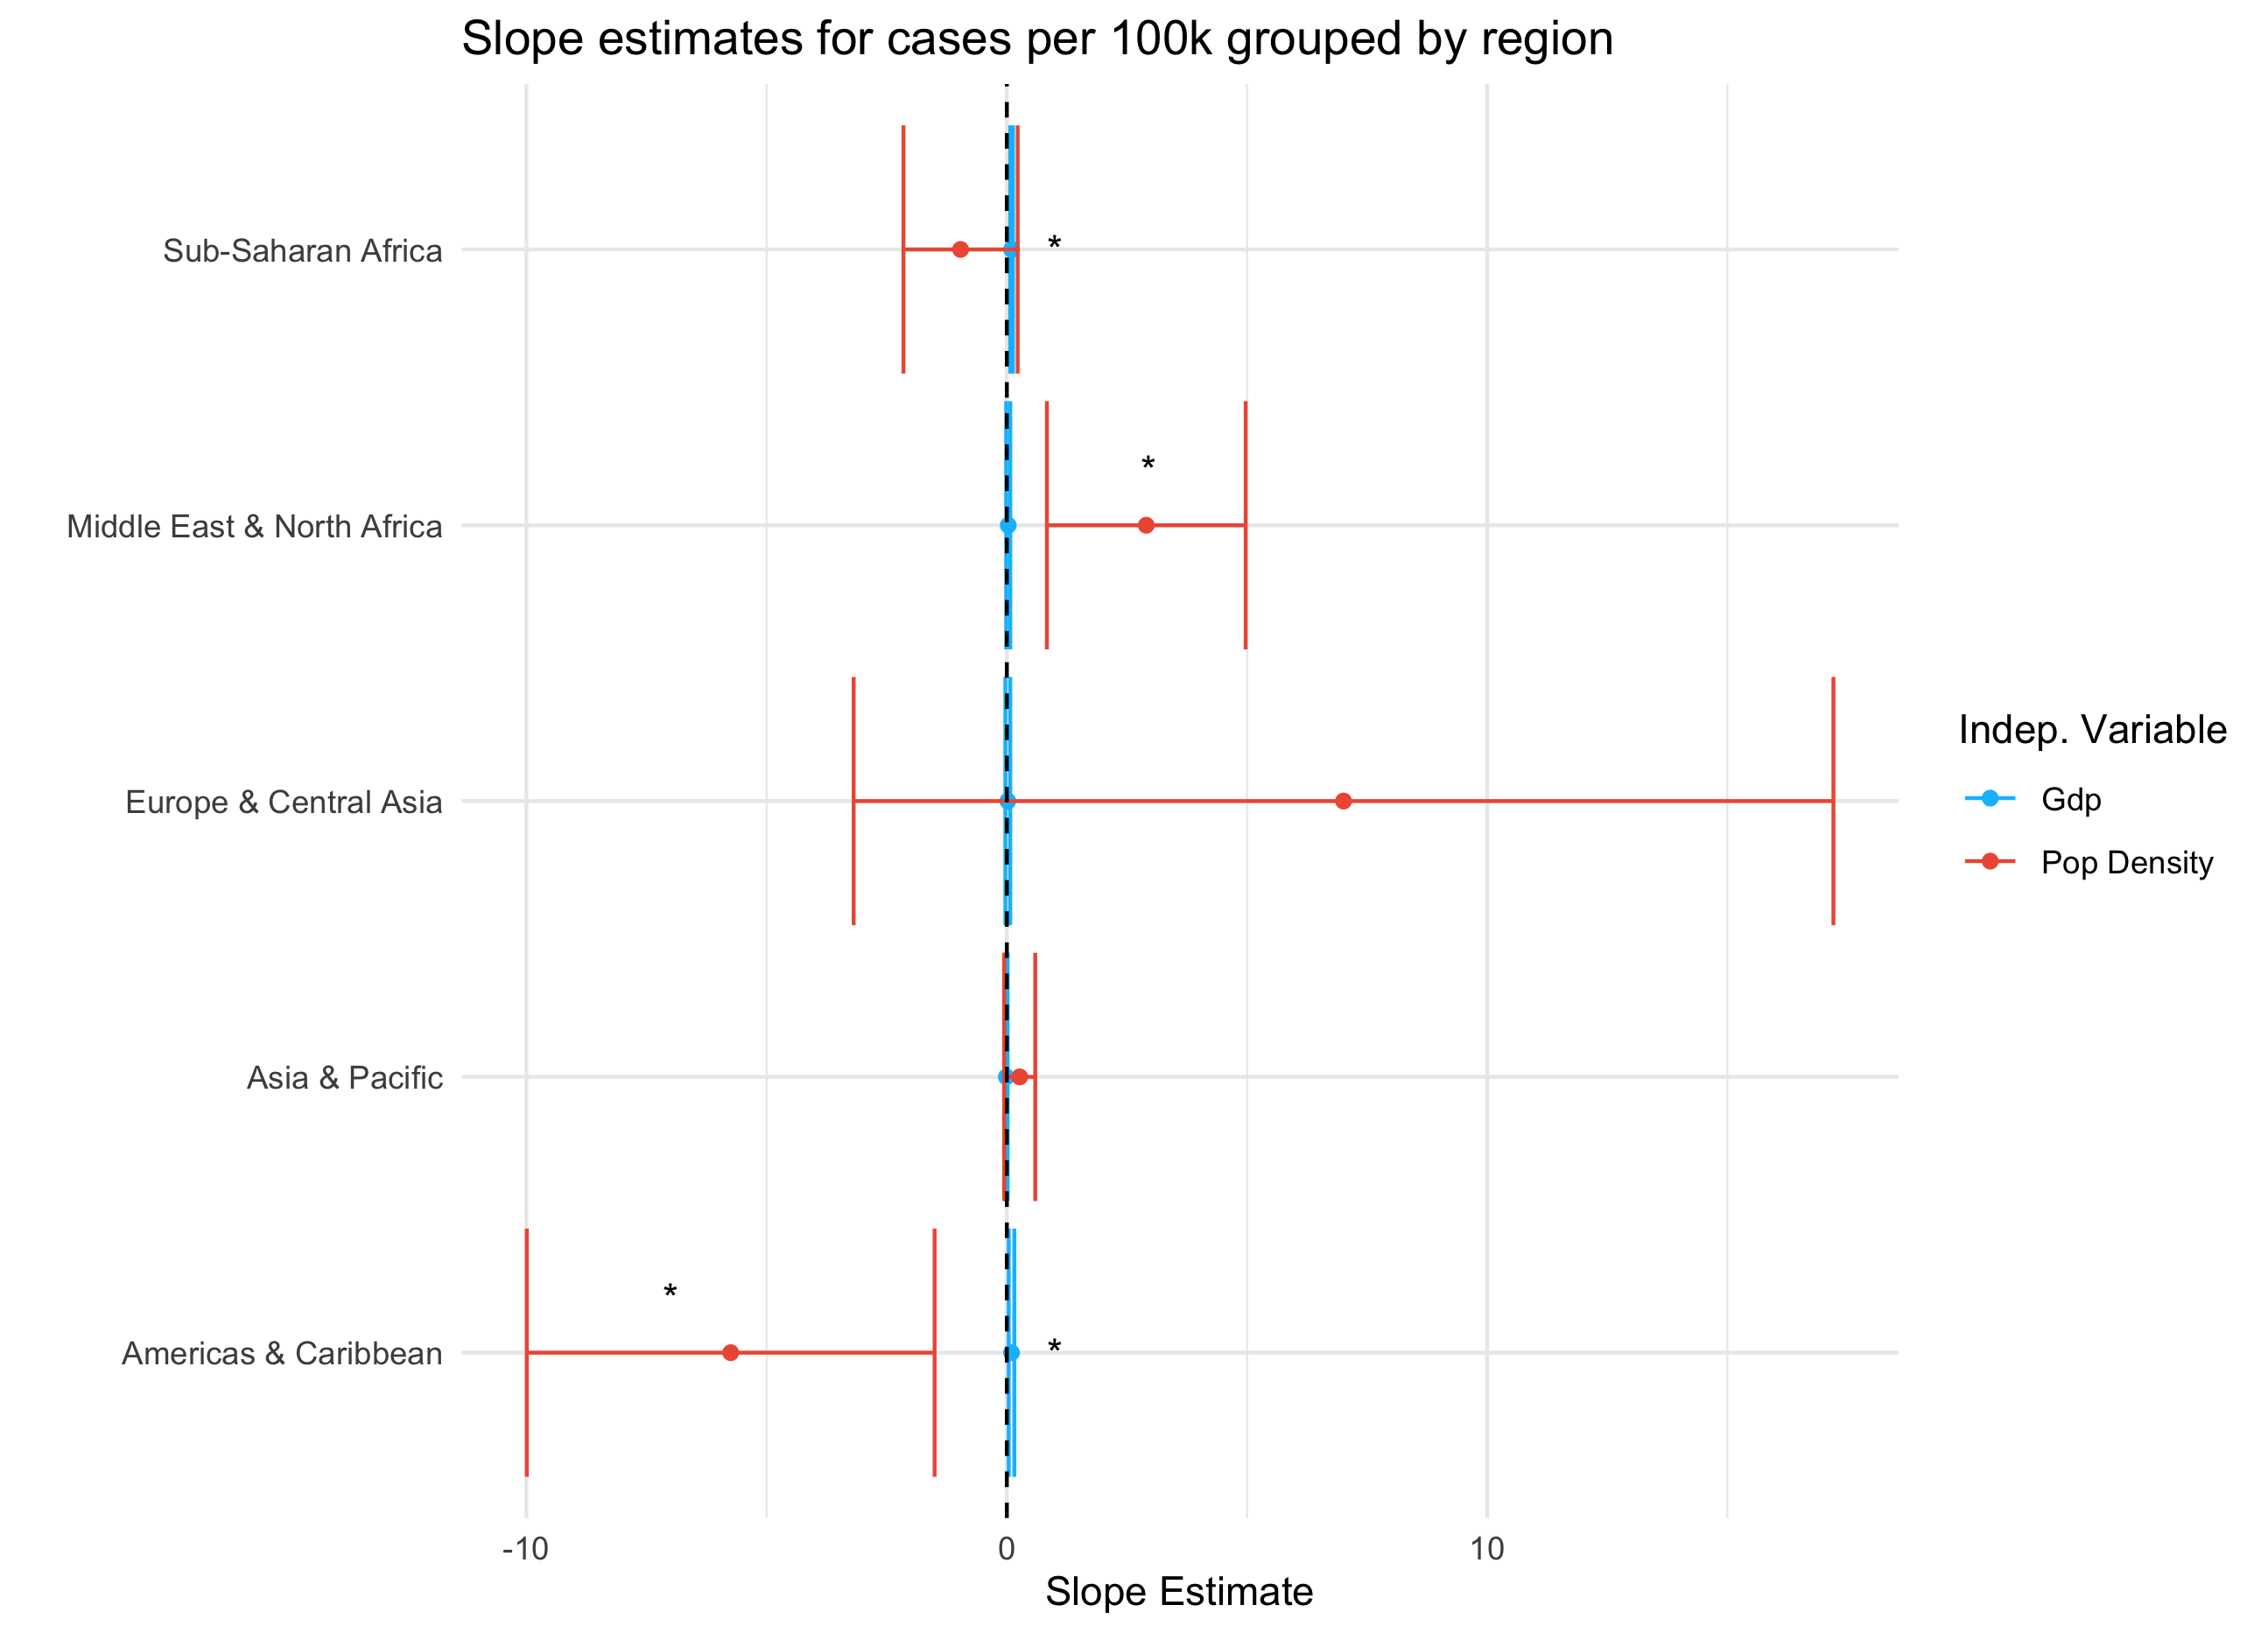 Slope estimates for cases per 100k grouped by region
Sub-Saharan Africa
*
*
Middle East & North Africa
Indep. Variable
Gdp
Pop Density
Europe & Central Asia
Asia & Pacific
*
Americas & Caribbean
*
-10 0 10
Slope Estimate